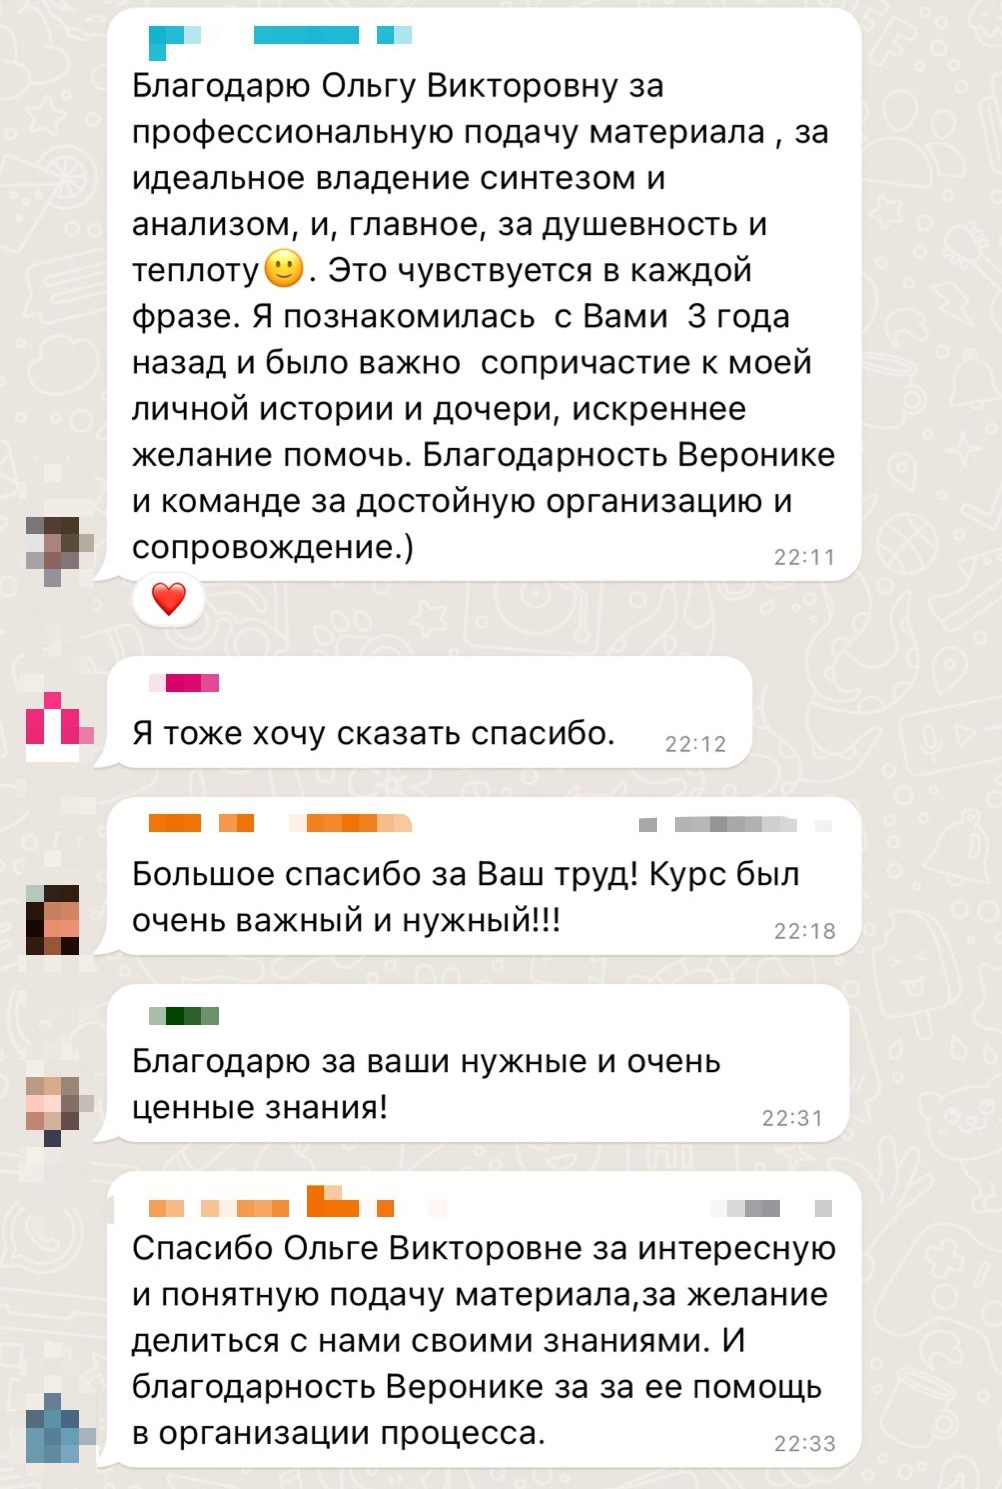 Благодарю Ольгу Викторовну за
профессиональную подачу материала , за
идеальное владение синтезом и
анализом, и, главное, за душевность и
теплоту🙂. Это чувствуется в каждой
фразе. Я познакомилась  с Вами  3 года
назад и было важно  сопричастие к моей
личной истории и дочери, искреннее
желание помочь. Благодарность Веронике
и команде за достойную организацию и
сопровождение.)
22:11
❤️
Я тоже хочу сказать спасибо.
22:12
Большое спасибо за Ваш труд! Курс был
очень важный и нужный!!!
22:18
Благодарю за ваши нужные и очень
ценные знания!
22:31
Спасибо Ольге Викторовне за интересную
и понятную подачу материала,за желание
делиться с нами своими знаниями. И
благодарность Веронике за за ее помощь
в организации процесса.
22:33